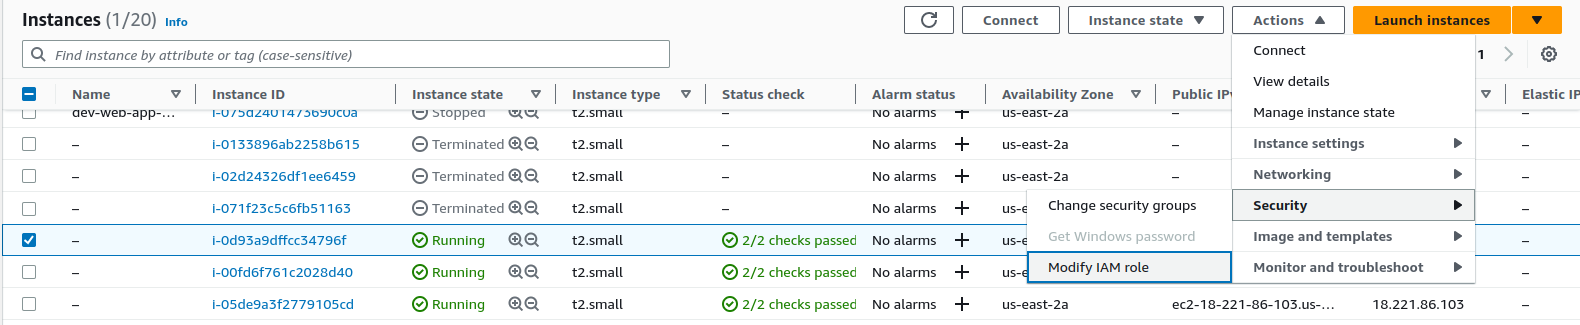 Instances (1/20) Info
Connect Instance state Actions Launch instances
Find instance by attribute or tag (case-sensitive)
1
Name Instance ID Instance state Instance type Status check Alarm status Availability Zone Public IPv Elastic IP
dev-web-app-... i-075d2401473690c0a Stopped t2.small – No alarms us-east-2a – –
– i-0133896ab2258b615 Terminated t2.small – No alarms us-east-2a – –
– i-02d24326df1ee6459 Terminated t2.small – No alarms us-east-2a – –
– i-071f23c5c6fb51163 Terminated t2.small – No alarms us-e –
– i-0d93a9dffcc34796f Running t2.small 2/2 checks passed No alarms us-e –
– i-00fd6f761c2028d40 Running t2.small 2/2 checks passed No alarms us-e –
– i-05de9a3f2779105cd Running t2.small 2/2 checks passed No alarms us-east-2a ec2-18-221-86-103.us-... 18.221.86.103 –
Connect
View details
Manage instance state
Instance settings
Networking
Security
Image and templates
Monitor and troubleshoot
Change security groups
Get Windows password
Modify IAM role